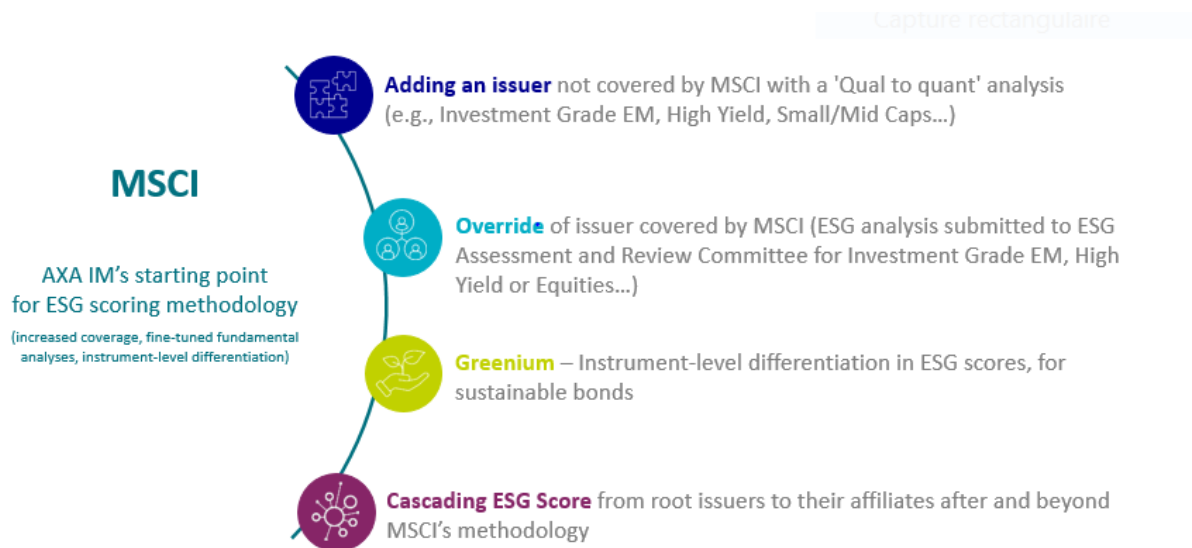 Capture rectangulaire
Adding an issuer not covered by MSCI with a 'Qual to quant' analysis
(e.g., Investment Grade EM, High Yield, Small/Mid Caps...)
MSCI
Override of issuer covered by MSCI (ESG analysis submitted to ESG
Assessment and Review Committee for Investment Grade EM, High
Yield or Equities...)
AXA IM's starting point
for ESG scoring methodology
(increased coverage, fine-tuned fundamental
analyses, instrument-level differentiation)
Greenium – Instrument-level differentiation in ESG scores, for
sustainable bonds
Cascading ESG Score from root issuers to their affiliates after and beyond
MSCI's methodology